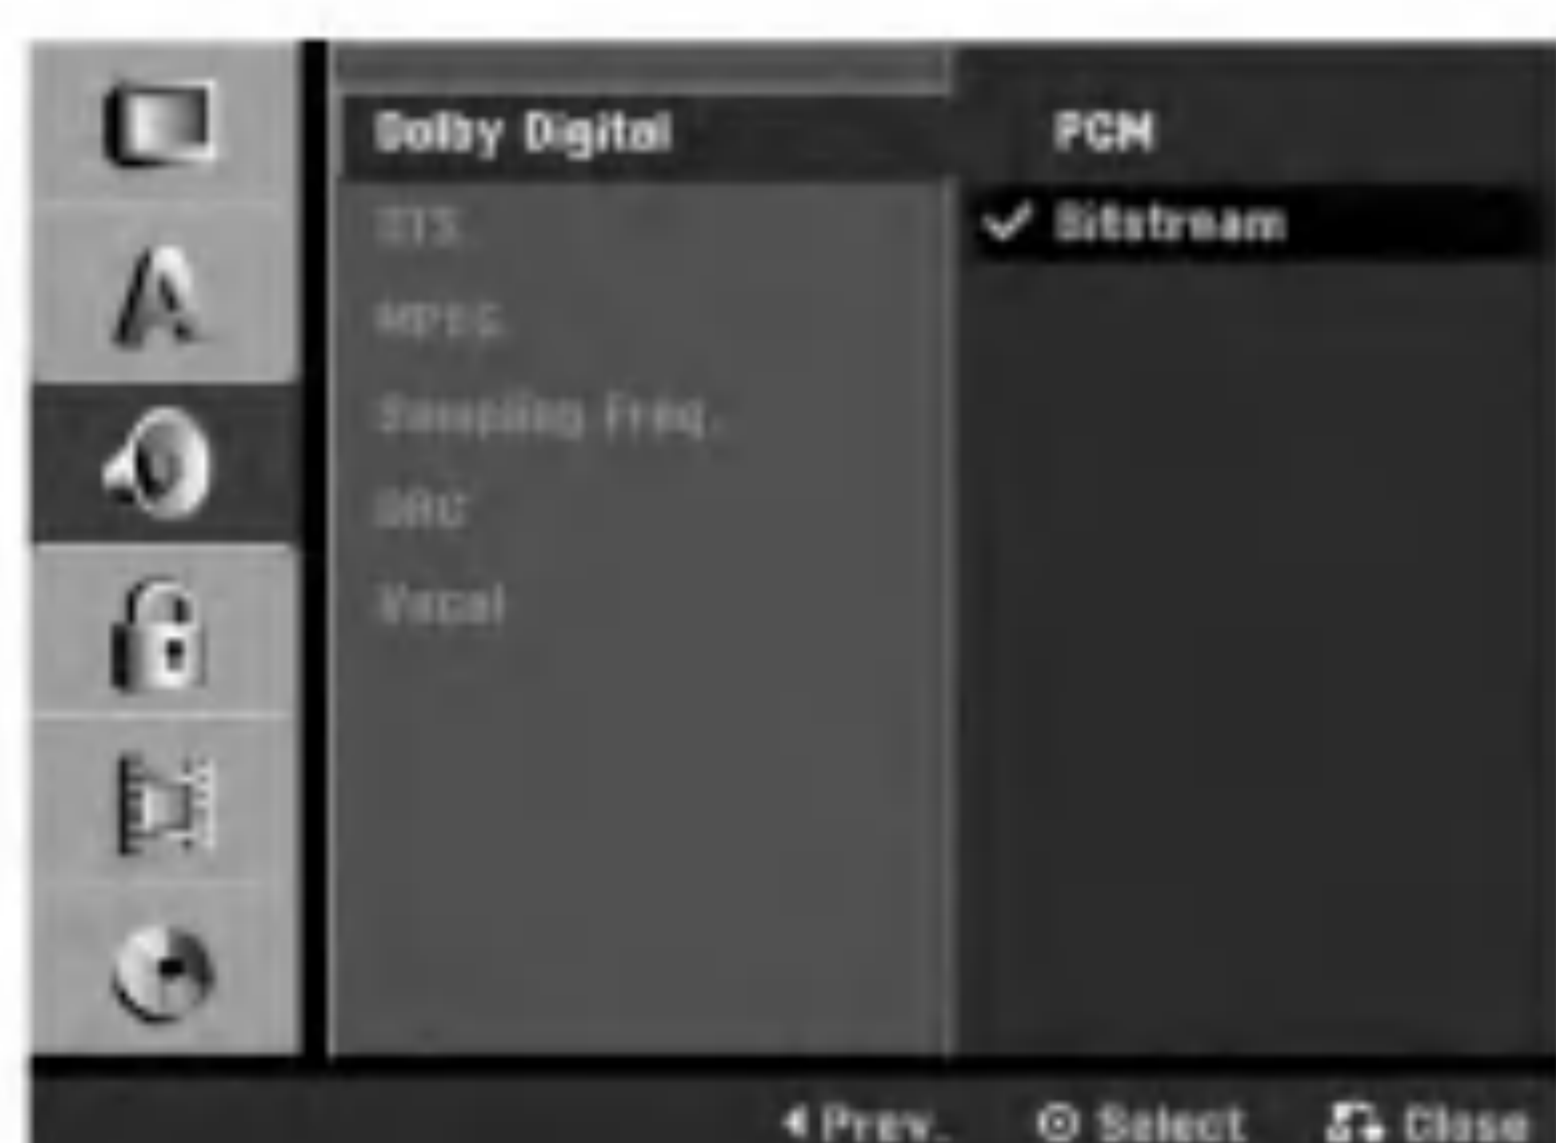 Dolby Digital
PCM
DTS
Bitstream
MPEG
Sampling Freq.
DRC
Vocal
Prev.
Select
Close